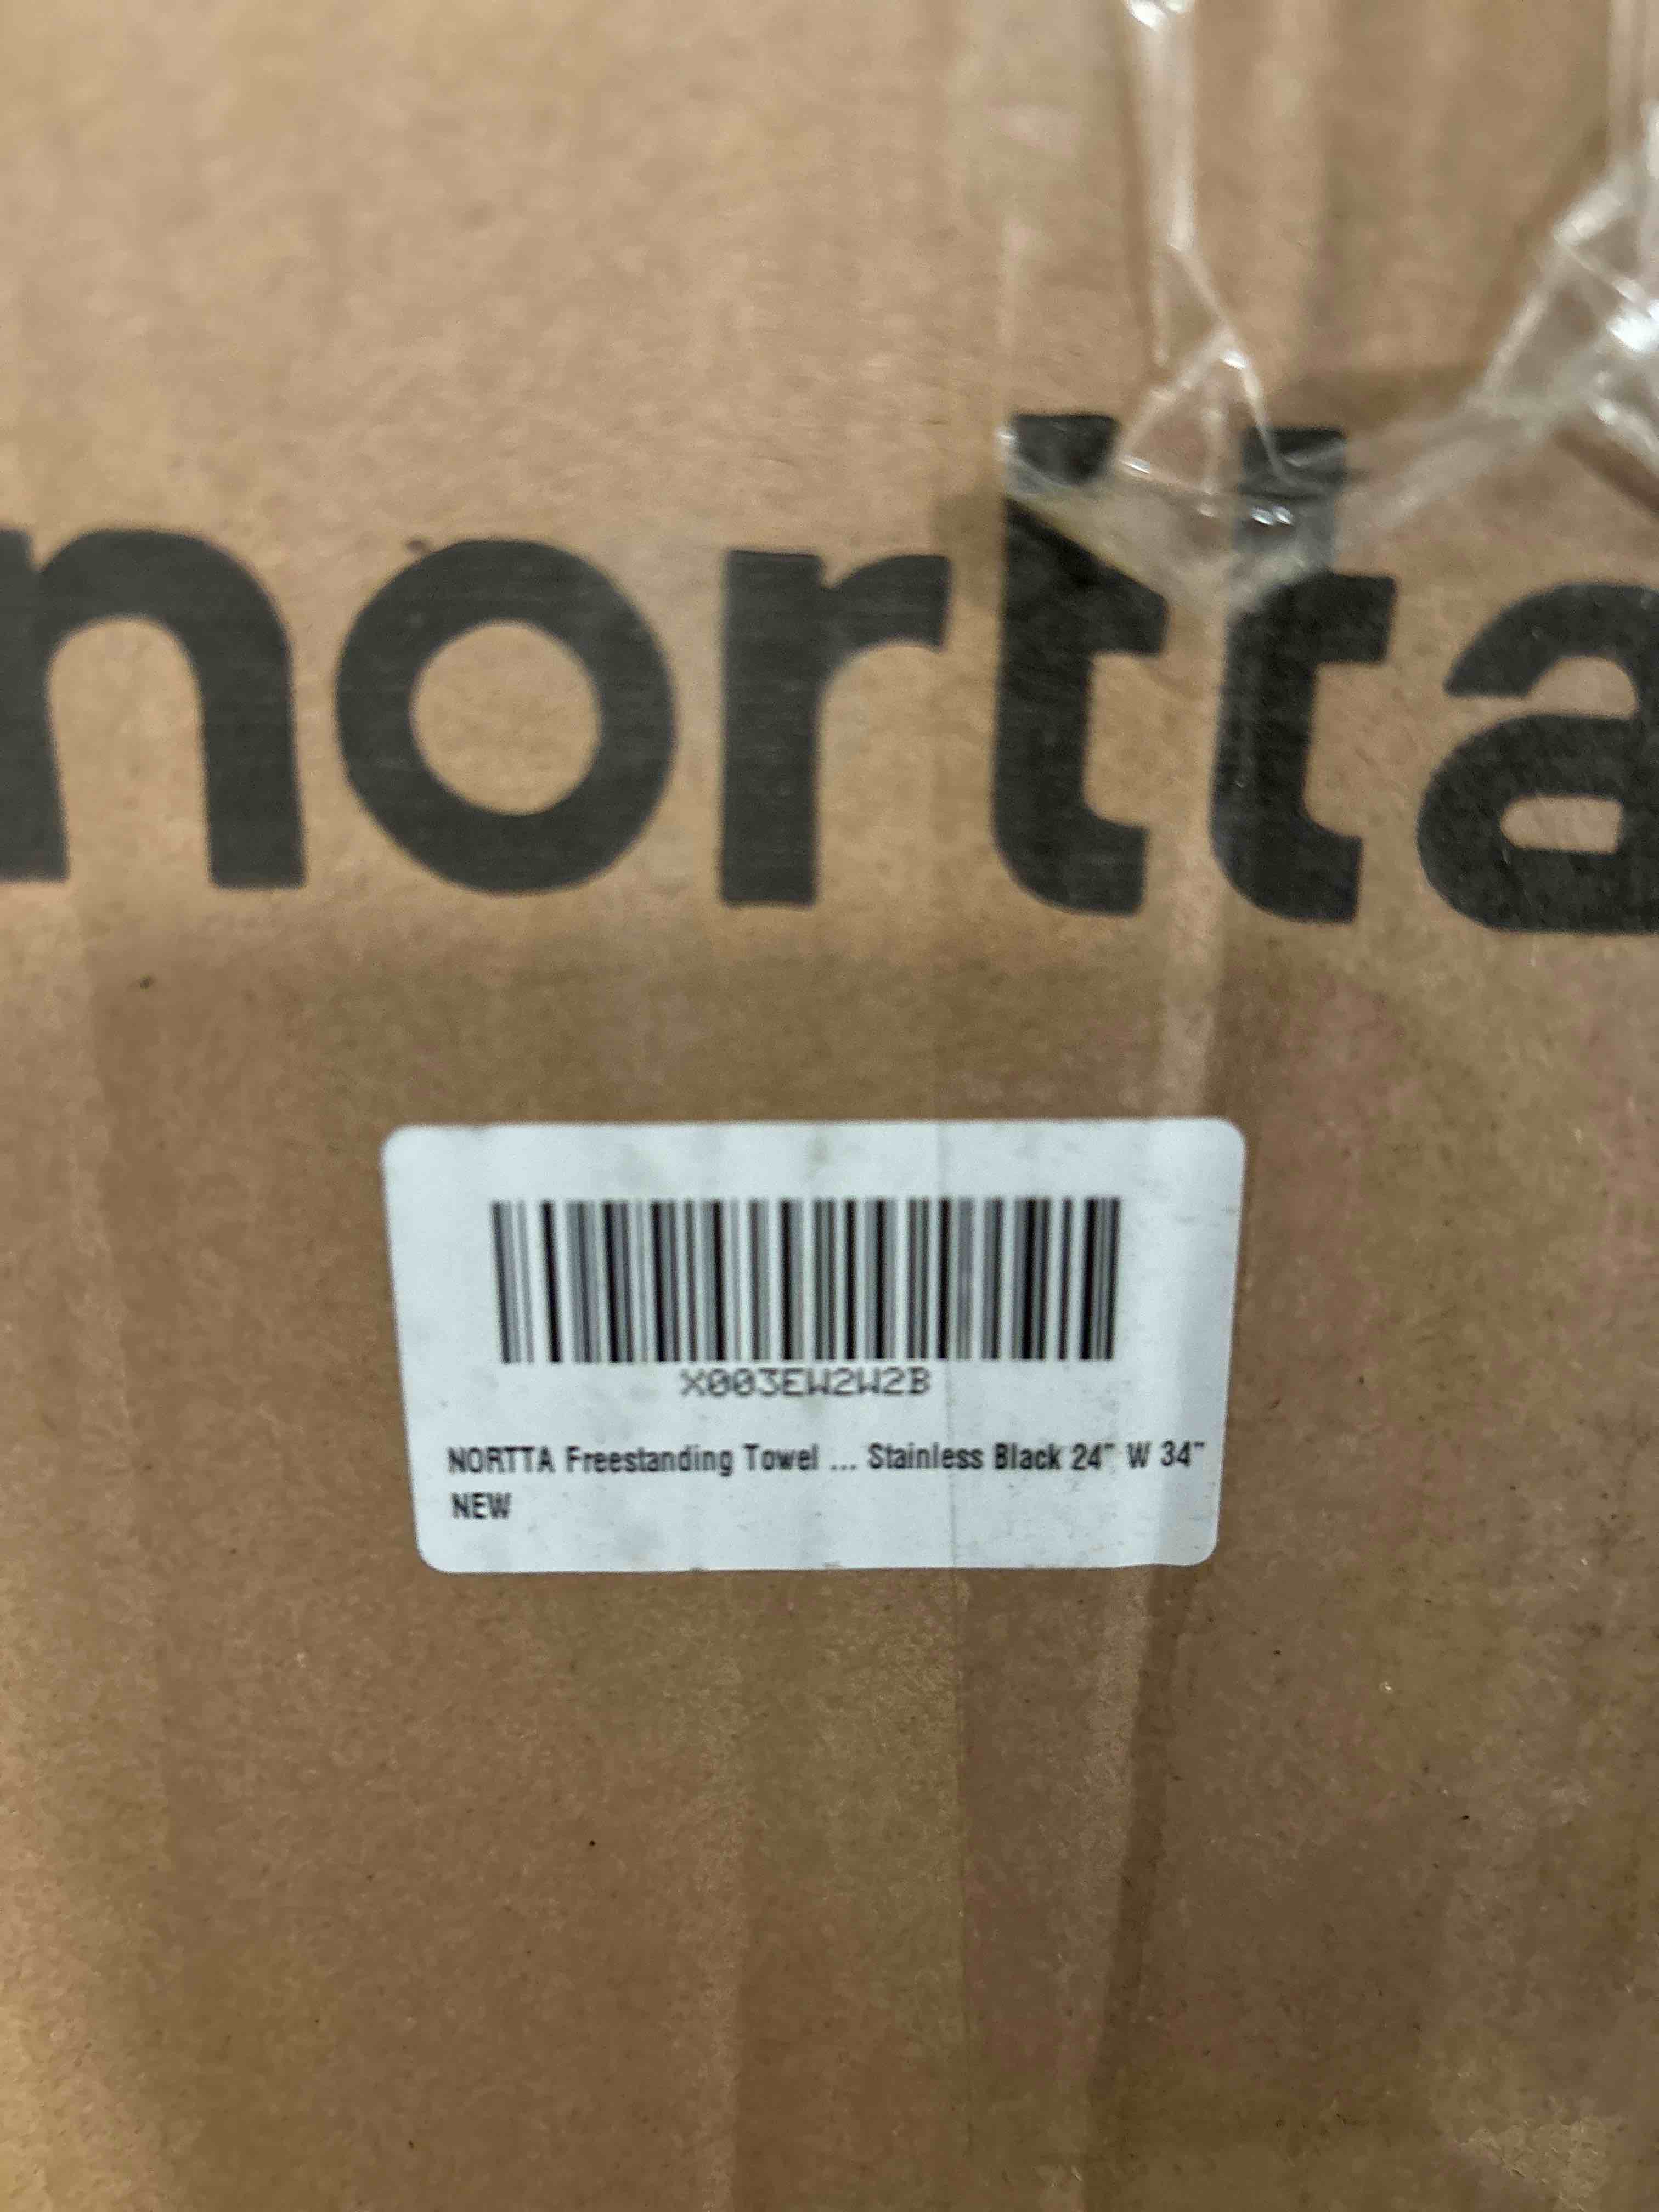 nortta
X003EW2W2B
NORTTA Freestanding Towel ... Stainless Black 24" W 34"
NEW